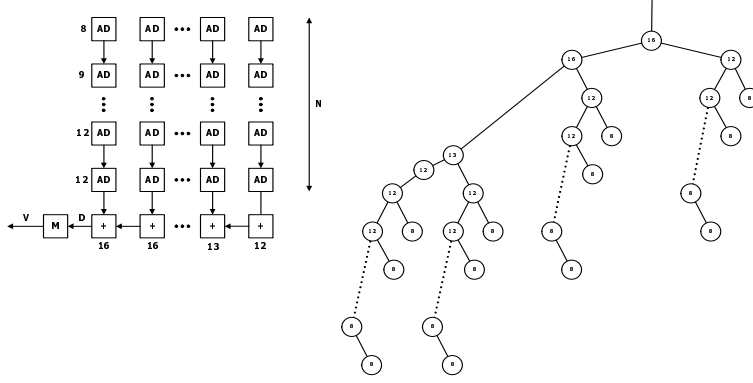 8 AD AD ••• AD AD
9 AD AD AD AD
N
12 AD AD AD AD
12 AD AD ••• AD AD
V M D + + ••• + +
16 16 13 12
16
16 12
12 12 8
12 8 8
13
12 8
12 12 8
12 8 12 8 8 8
8 8 8
8 8
8 8